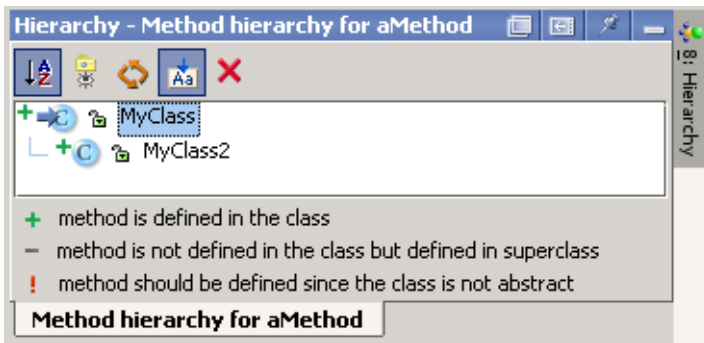 Hierarchy - Method hierarchy for aMethod
8: Hierarchy
MyClass
MyClass2
method is defined in the class
method is not defined in the class but defined in superclass
method should be defined since the class is not abstract
Method hierarchy for aMethod